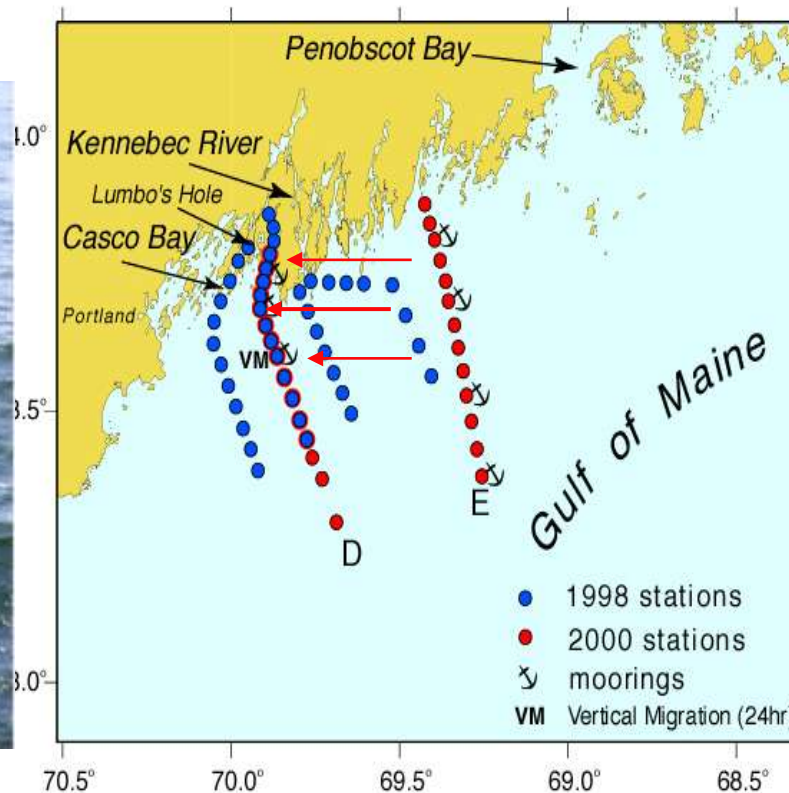 Penobscot Bay
4.0°
Kennebec River
Lumbo's Hole
Casco Bay
Portland
VM
3.5°
Gulf of Maine
E
D
1998 stations
2000 stations
moorings
VM Vertical Migration (24hr)
3.0°
70.5° 70.0° 69.5° 69.0° 68.5°